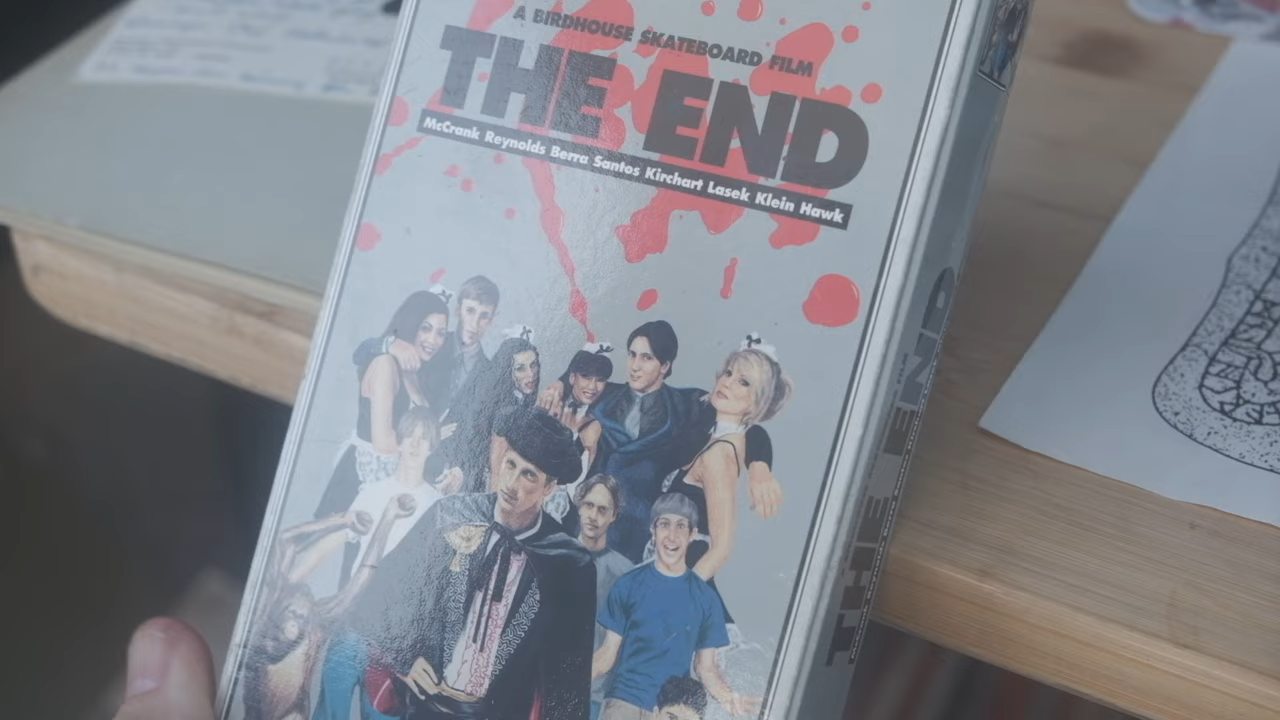 A BIRDHOUSE SKATEBOARD FILM
THE END
McCrank Reynolds Berra Santos Kirchart Lasek Klein Hawk
THE END